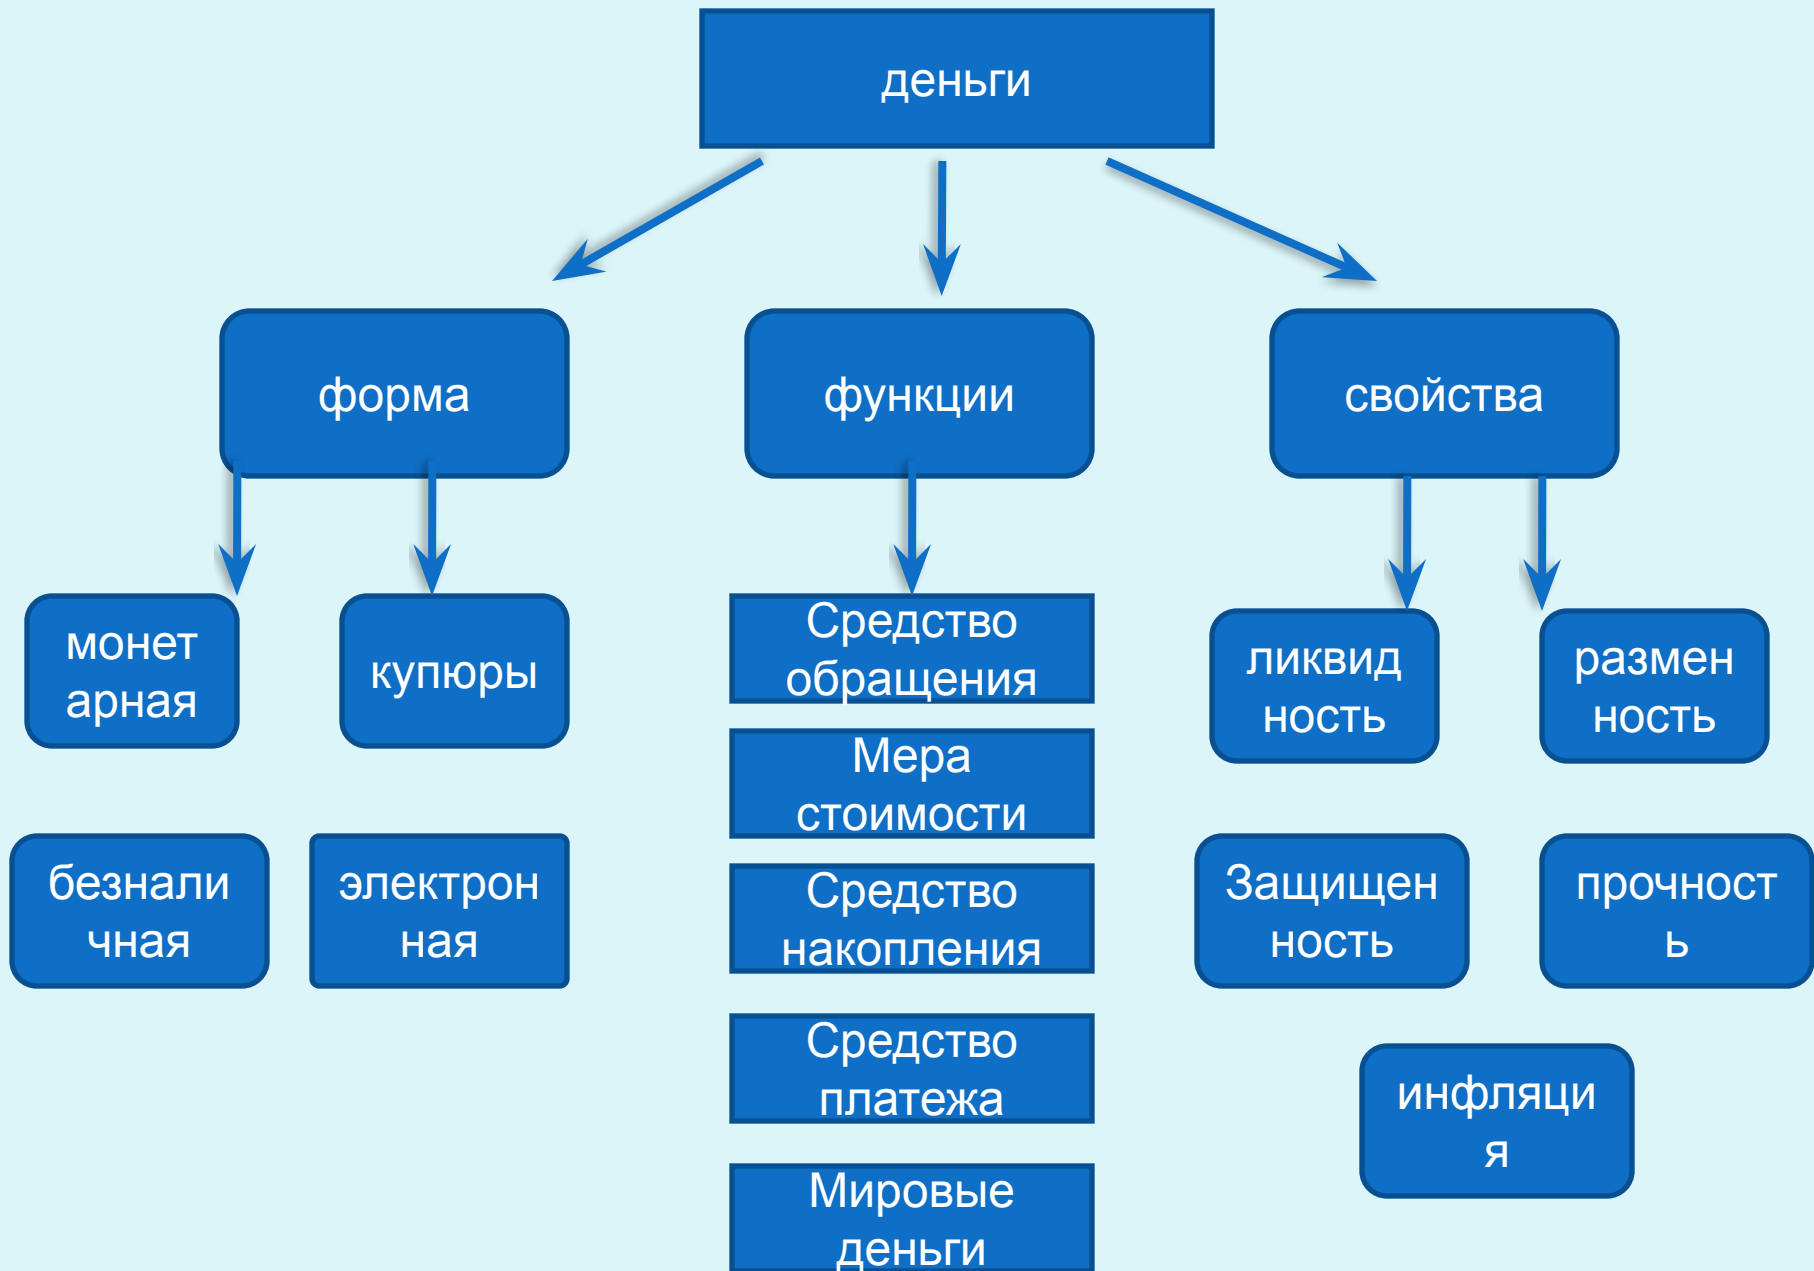 деньги
форма
функции
свойства
монет
арная
купюры
безнали
чная
электрон
ная
Средство
обращения
Мера
стоимости
Средство
накопления
Средство
платежа
Мировые
деньги
ликвид
ность
размен
ность
Защищен
ность
прочност
ь
инфляци
я